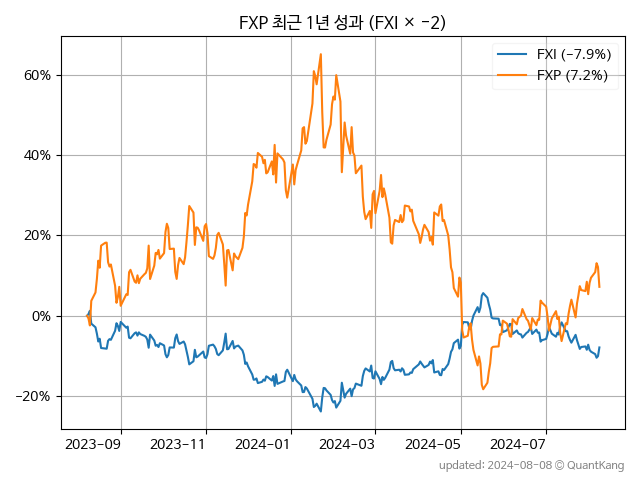 FXP 최근 1년 성과 (FXI × −2)
FXI (−7.9%)
FXP (7.2%)
60%
40%
20%
0%
−20%
2023-09 2023-11 2024-01 2024-03 2024-05 2024-07
updated: 2024-08-08 © QuantKang